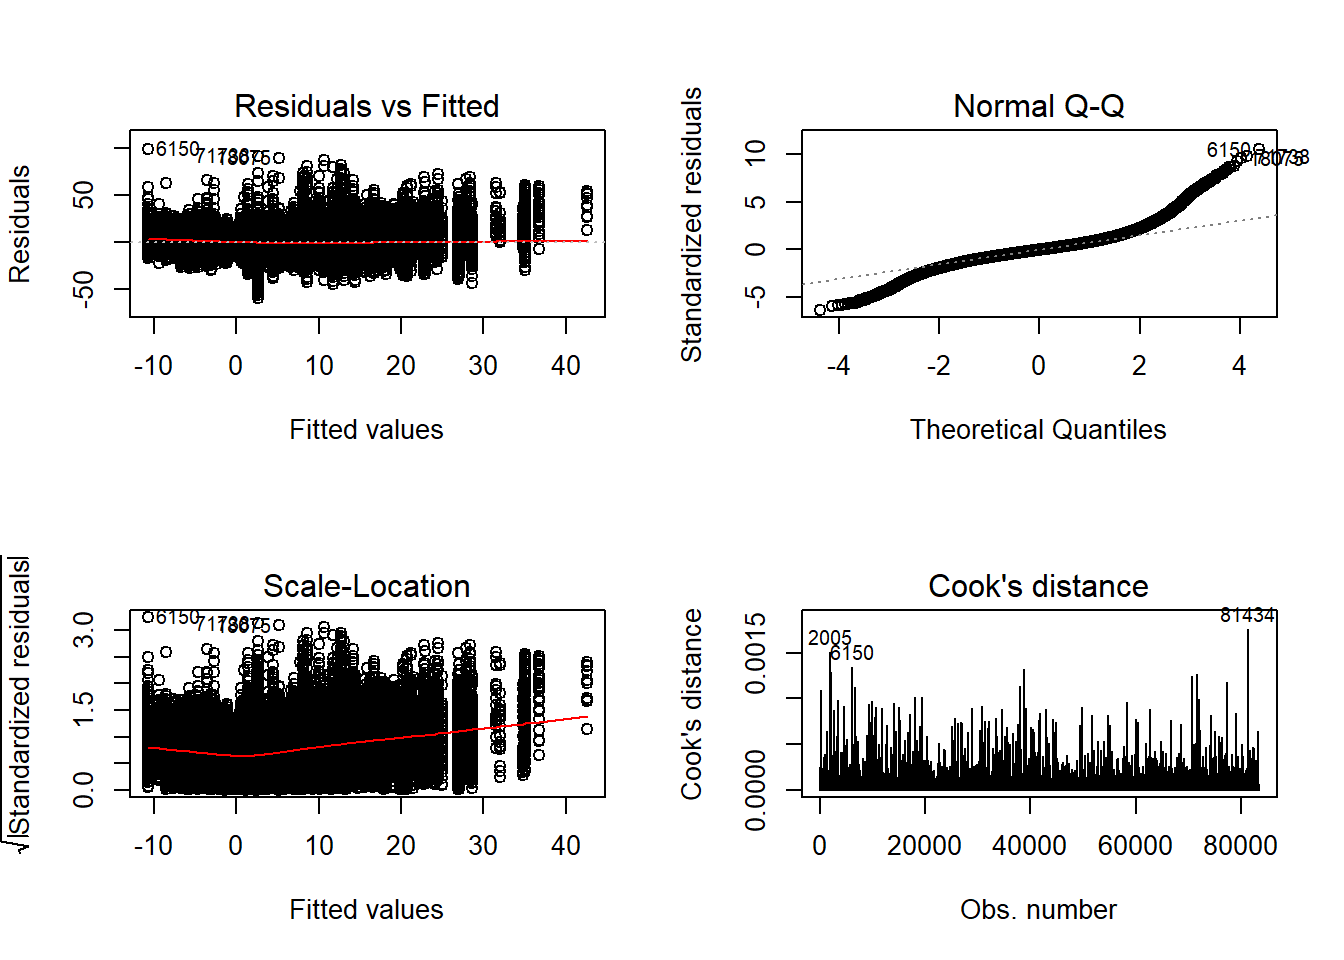 Residuals vs Fitted
Residuals
50
-50
6150
18075
-10 0 10 20 30 40
Fitted values
Normal Q-Q
Standardized residuals
10
5
0
-5
6150
18075
-4 -2 0 2 4
Theoretical Quantiles
Scale-Location
√|Standardized residuals|
3.0
1.5
0.0
6150
18075
-10 0 10 20 30 40
Fitted values
Cook's distance
Cook's distance
0.0015
0.0000
2005
6150
81434
0 20000 40000 60000 80000
Obs. number